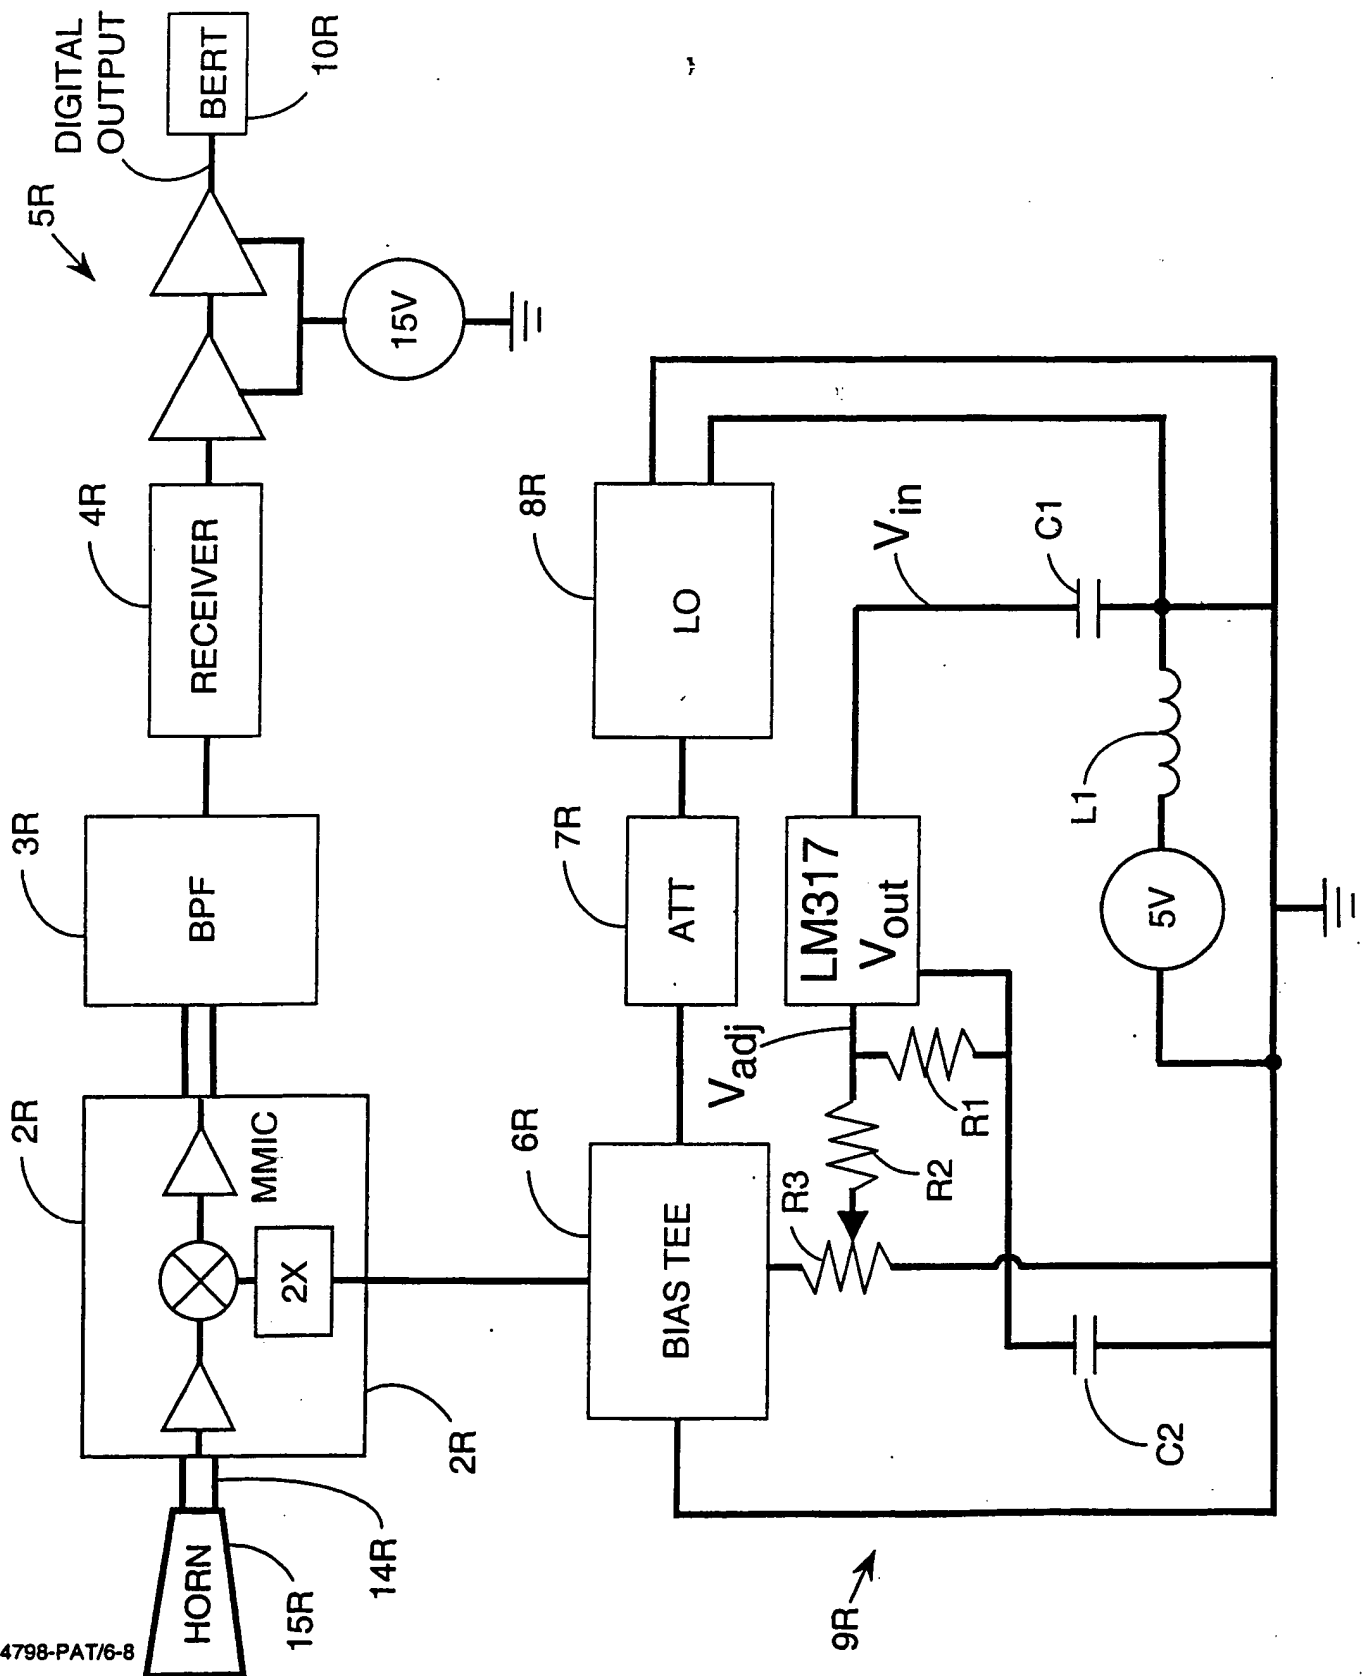 DIGITAL
OUTPUT
5R
BERT
10R
15V
4R
RECEIVER
3R
BPF
2R
MMIC
2X
2R
14R
HORN
15R
8R
LO
7R
ATT
6R
BIAS TEE
Vin
C1
L1
5V
LM317
Vout
Vadj
R1
R2
R3
C2
9R
4798-PAT/6-8